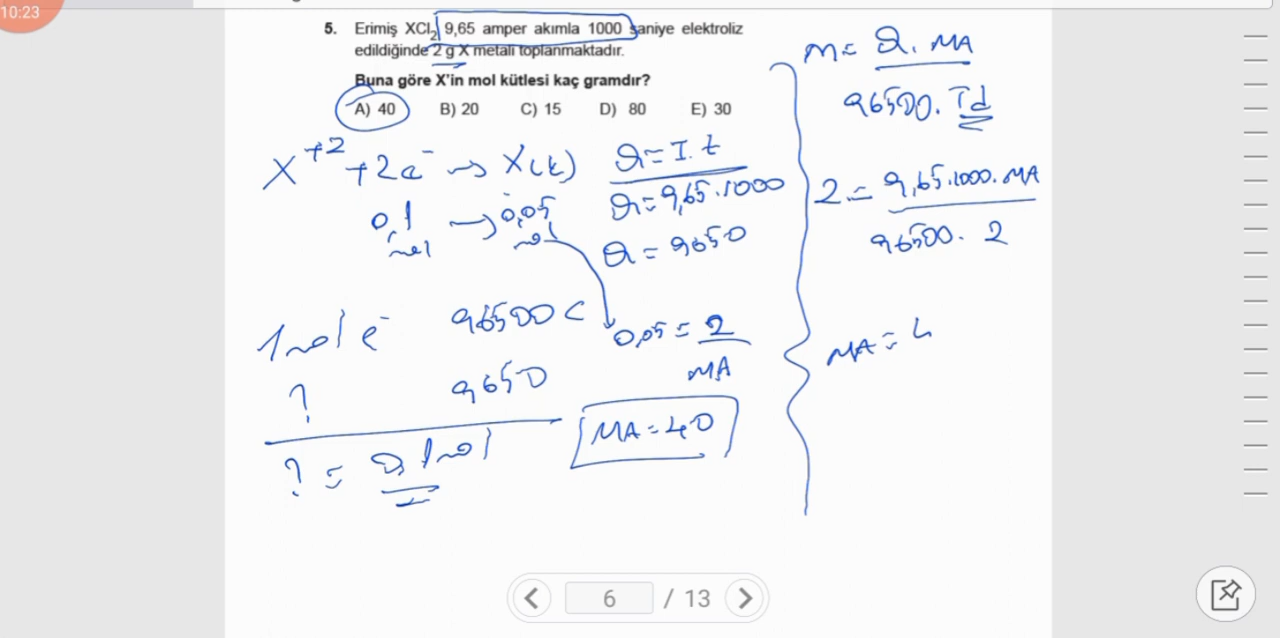 10:23
5. Erimiş XCl₂ 9,65 amper akımla 1000 saniye elektroliz
edildiğinde 2 g X metali toplanmaktadır.
Buna göre X'in mol kütlesi kaç gramdır?
A) 40 B) 20 C) 15 D) 80 E) 30
X⁺² + 2e⁻ → X(k)
0,1 mol → 0,05 mol
1 mol e⁻ 96500 C
? 9650
? = 0,1 mol
Q = I.t
Q = 9,65.1000
Q = 9650
0,05 = 2 / MA
MA = 40
m = Q. MA / 96500. Td
2 = 9,65.1000.MA / 96500. 2
MA = 4
6 / 13